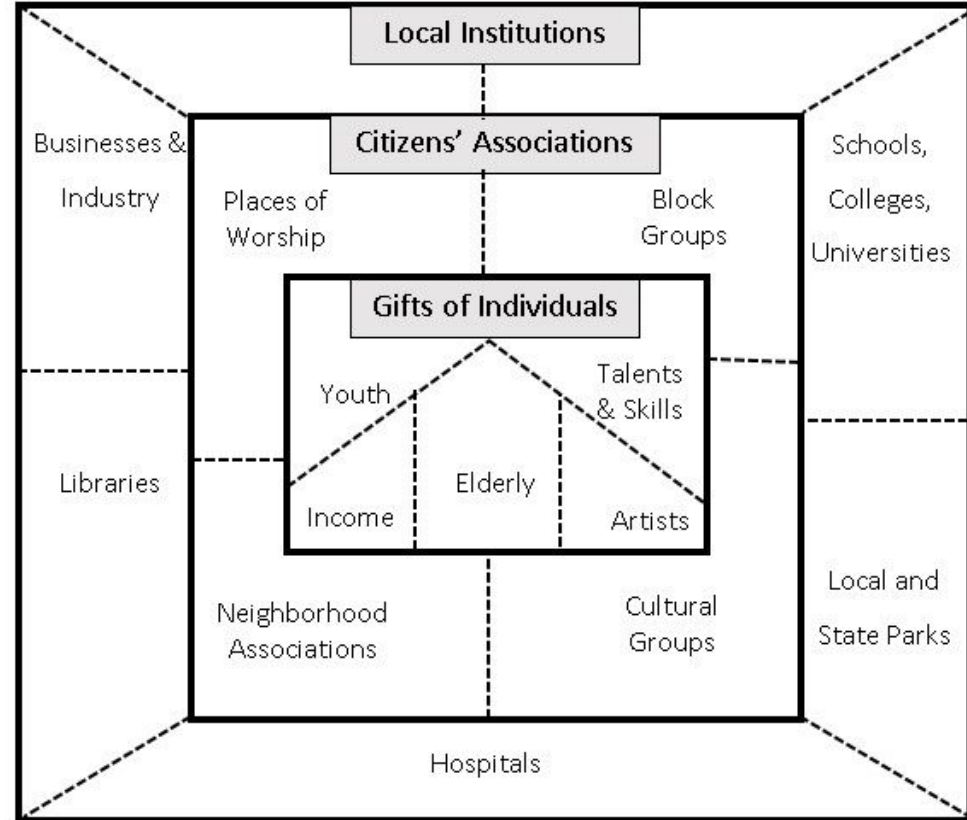 Local Institutions
Citizens’ Associations
Businesses &
Industry
Schools,
Colleges,
Universities
Places of
Worship
Block
Groups
Gifts of Individuals
Youth
Talents
& Skills
Libraries
Elderly
Income
Artists
Neighborhood
Associations
Cultural
Groups
Local and
State Parks
Hospitals